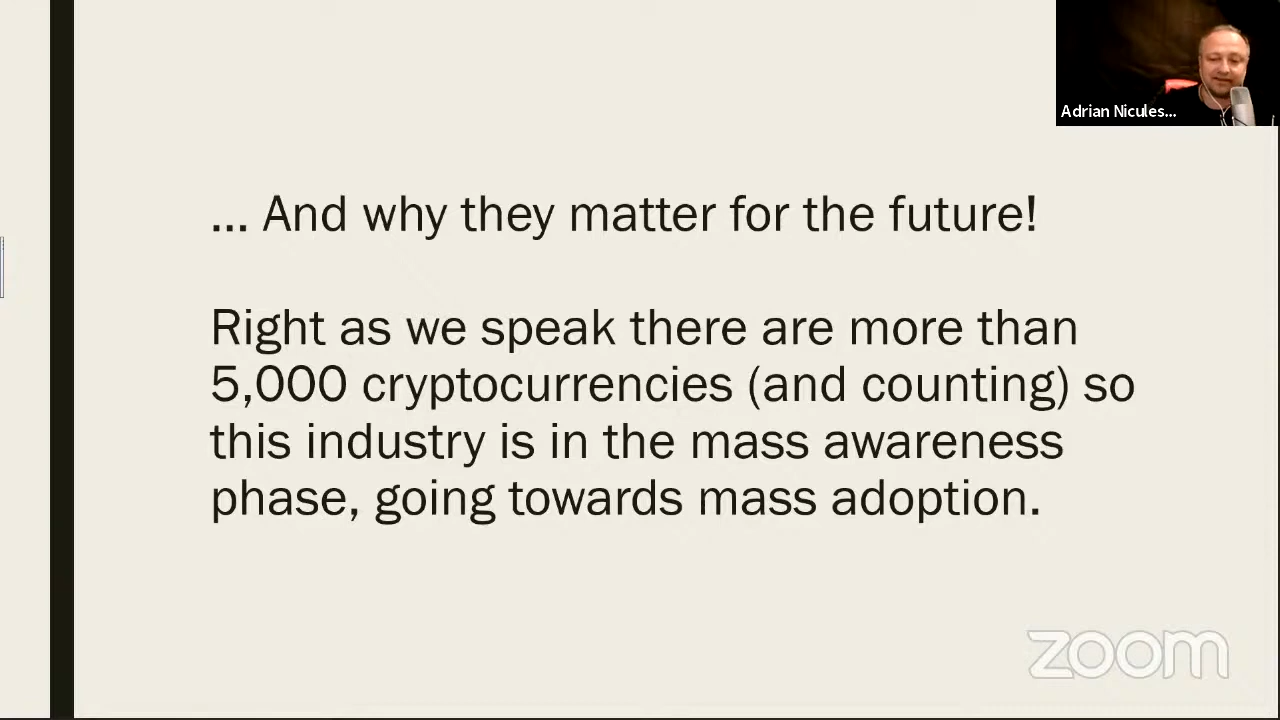 Adrian Nicules...
... And why they matter for the future!
Right as we speak there are more than
5,000 cryptocurrencies (and counting) so
this industry is in the mass awareness
phase, going towards mass adoption.
zoom